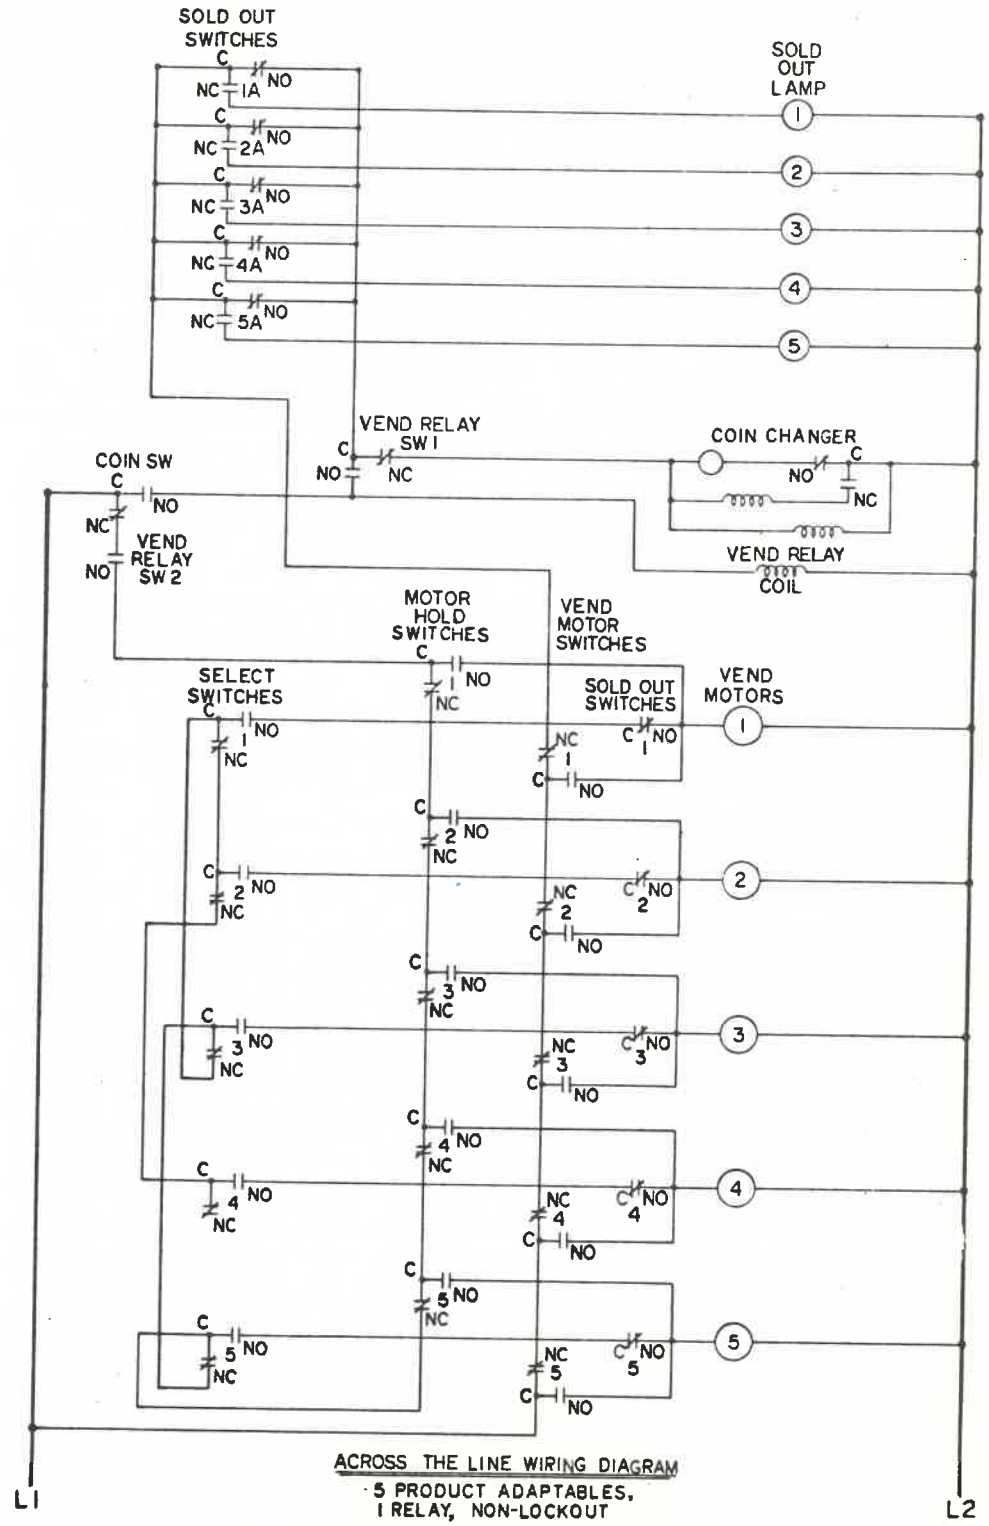 SOLD OUT
SWITCHES
C
NO
NC 1A
C
NO
NC 2A
C
NO
NC 3A
C
NO
NC 4A
C
NO
NC 5A
SOLD
OUT
LAMP
1
2
3
4
5
VEND RELAY
SW 1
C
NO
NC
COIN CHANGER
C
NO
NC
COIN SW
C
NO
NC
VEND
RELAY
SW 2
NO
VEND RELAY
COIL
MOTOR
HOLD
SWITCHES
C
1 NO
NC
VEND
MOTOR
SWITCHES
SELECT
SWITCHES
C
NO
1
NC
SOLD OUT
SWITCHES
C NO
1
VEND
MOTORS
1
NC
1
C
NO
C
2 NO
NC
C
NO
2
NC
C NO
2
2
NC
2
C
NO
C
3 NO
NC
C
3 NO
NC
C NO
3
3
NC
3
C
NO
C
4 NO
NC
C
4 NO
NC
C NO
4
4
NC
4
C
NO
C
5 NO
NC
C
5 NO
NC
C NO
5
5
NC
5
C
NO
L1
ACROSS THE LINE WIRING DIAGRAM
5 PRODUCT ADAPTABLES,
1 RELAY, NON-LOCKOUT
L2